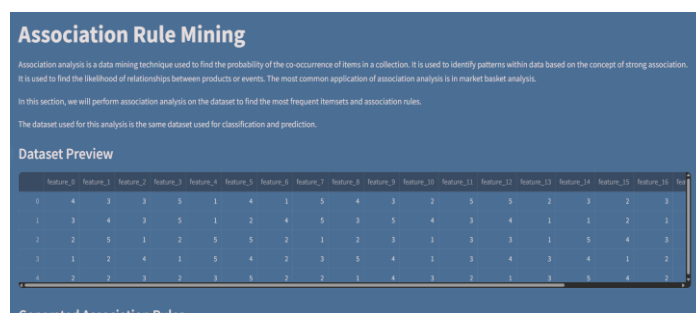 Association Rule Mining
Association analysis is a data mining technique used to find the probability of the co-occurrence of items in a collection. It is used to identify patterns within data based on the concept of strong association.
It is used to find the likelihood of relationships between products or events. The most common application of association analysis is in market basket analysis.
In this section, we will perform association analysis on the dataset to find the most frequent itemsets and association rules.
The dataset used for this analysis is the same dataset used for classification and prediction.
Dataset Preview
feature_0 feature_1 feature_2 feature_3 feature_4 feature_5 feature_6 feature_7 feature_8 feature_9 feature_10 feature_11 feature_12 feature_13 feature_14 feature_15 feature_16
0 4 3 3 5 1 4 1 5 4 3 2 5 5 2 3 2 3
1 3 4 3 5 1 2 4 5 3 5 4 3 4 1 1 2 1
2 2 5 1 2 5 5 2 1 2 3 1 3 3 1 5 4 3
3 1 2 4 1 5 4 2 3 5 4 1 3 4 3 4 1 2
4 2 2 3 2 3 5 2 2 1 4 3 2 1 3 5 4 2
Generated Association Rules